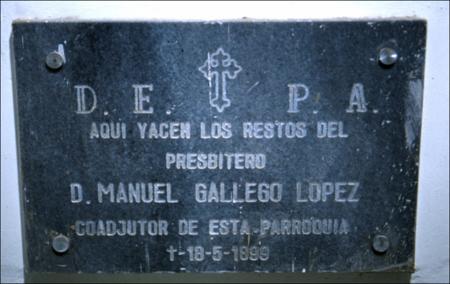 D. E. P. A.
AQUI YACEN LOS RESTOS DEL
PRESBITERO
D. MANUEL GALLEGO LOPEZ
COADJUTOR DE ESTA PARROQUIA
†-18-5-1899